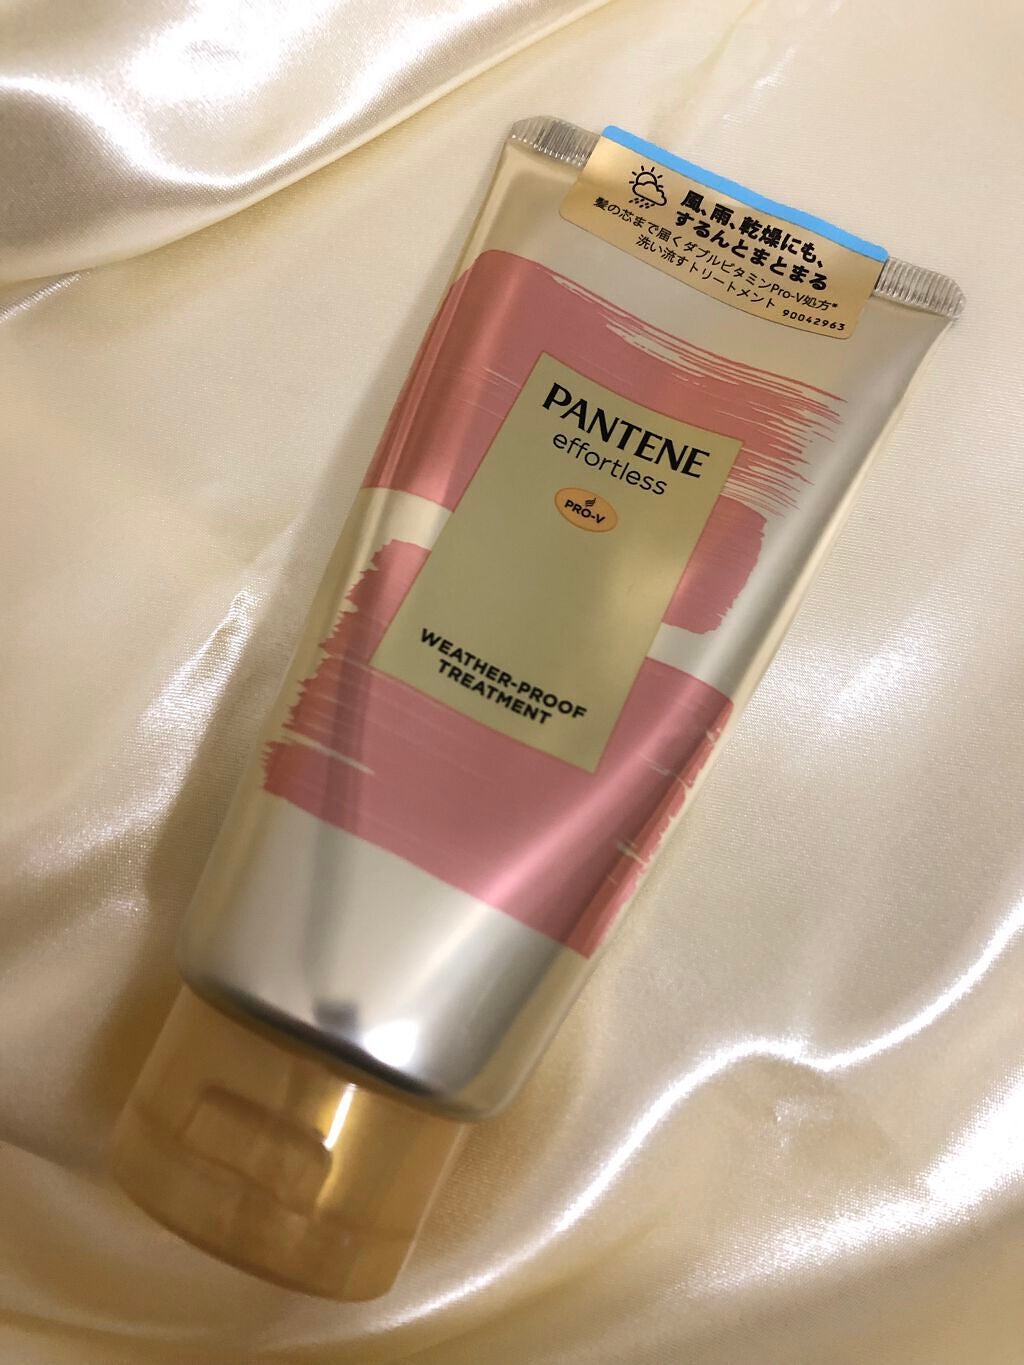 風、雨、乾燥にも、
するんとまとまる
髪の芯まで届くダブルビタミンPro-V処方*
洗い流すトリートメント
90042963
PANTENE
effortless
PRO-V
WEATHER-PROOF
TREATMENT